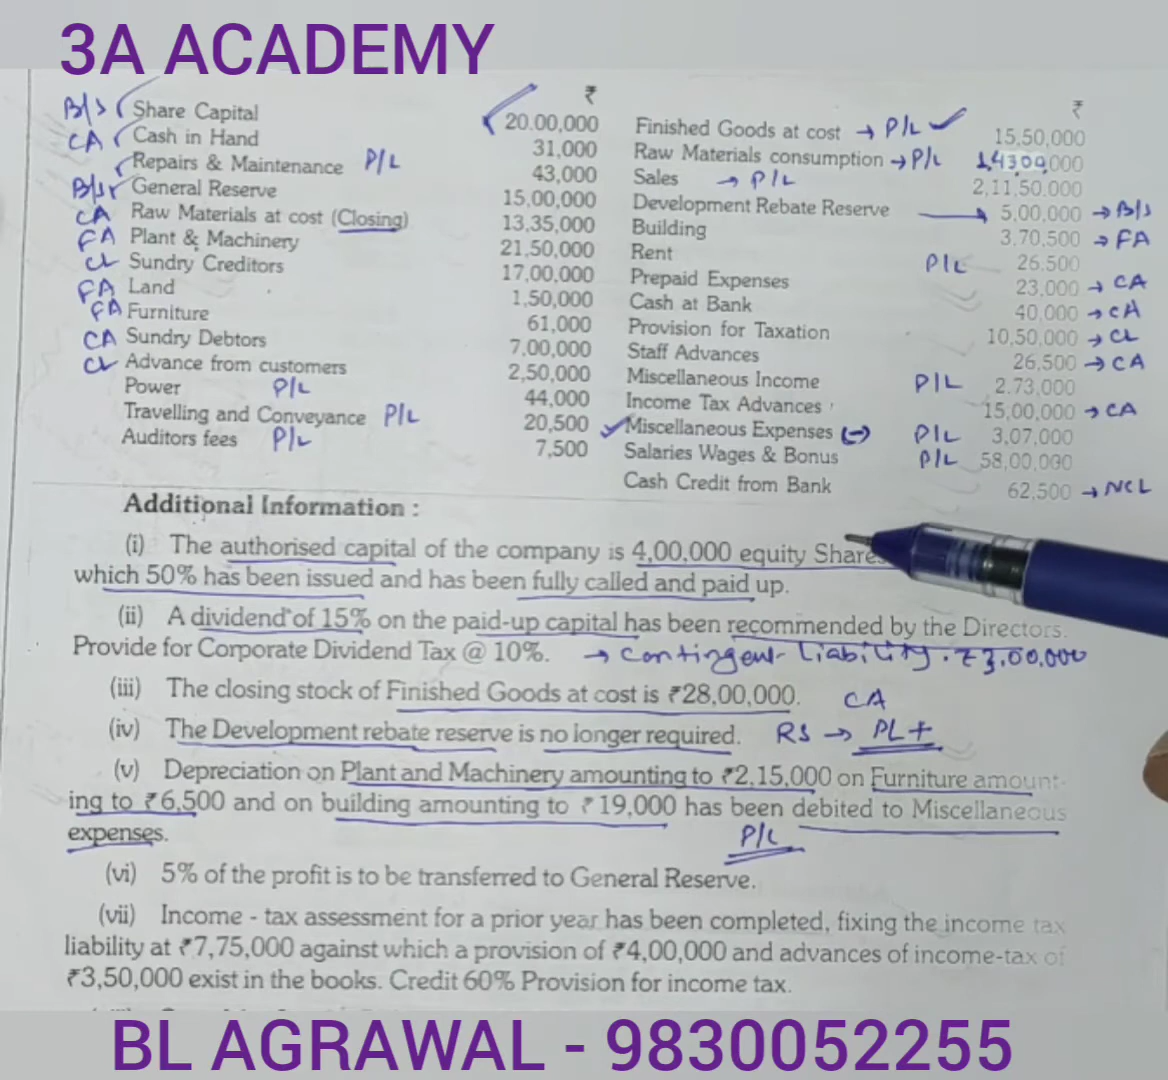 3A ACADEMY
₹
B/S Share Capital 20.00,000
CA Cash in Hand 31,000
Repairs & Maintenance P/L 43,000
B/S General Reserve 15,00,000
CA Raw Materials at cost (Closing) 13,35,000
FA Plant & Machinery 21,50,000
CL Sundry Creditors 17,00,000
FA Land 1,50,000
FA Furniture 61,000
CA Sundry Debtors 7,00,000
CL Advance from customers 2,50,000
Power P/L 44,000
Travelling and Conveyance P/L 20,500
Auditors fees P/L 7,500
₹
Finished Goods at cost → P/L 15,50,000
Raw Materials consumption → P/L
Sales → P/L 2,11,50.000
Development Rebate Reserve 5,00,000 → B/S
Building 3,70,500 → FA
Rent P/L 26.500
Prepaid Expenses 23,000 → CA
Cash at Bank 40,000 → CA
Provision for Taxation 10,50,000 → CL
Staff Advances 26,500 → CA
Miscellaneous Income P/L 2.73,000
Income Tax Advances 15,00,000 → CA
Miscellaneous Expenses (-) P/L 3,07,000
Salaries Wages & Bonus P/L 58,00,000
Cash Credit from Bank 62,500 → NCL
Additional Information :
(i) The authorised capital of the company is 4,00,000 equity Shares
which 50% has been issued and has been fully called and paid up.
(ii) A dividend of 15% on the paid-up capital has been recommended by the Directors.
Provide for Corporate Dividend Tax @ 10%. → Contingent Liability. ₹3,00,000
(iii) The closing stock of Finished Goods at cost is ₹28,00,000. CA
(iv) The Development rebate reserve is no longer required. RS → PL +
(v) Depreciation on Plant and Machinery amounting to ₹2,15,000 on Furniture amount-
ing to ₹6,500 and on building amounting to ₹19,000 has been debited to Miscellaneous
expenses. P/L
(vi) 5% of the profit is to be transferred to General Reserve.
(vii) Income - tax assessment for a prior year has been completed, fixing the income tax
liability at ₹7,75,000 against which a provision of ₹4,00,000 and advances of income-tax of
₹3,50,000 exist in the books. Credit 60% Provision for income tax.
BL AGRAWAL - 9830052255